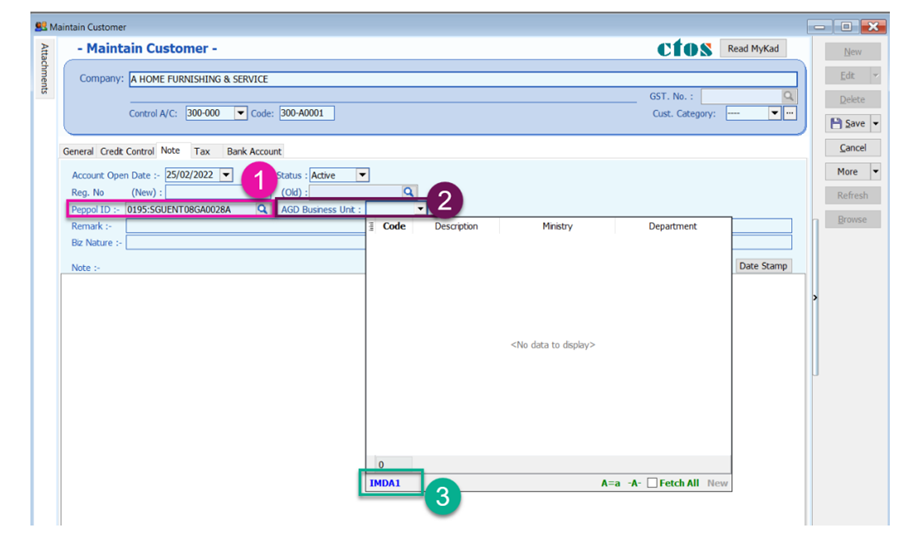 Maintain Customer
Attachments
- Maintain Customer -
ctos
Read MyKad
Company: A HOME FURNISHING & SERVICE
GST. No. :
Control A/C: 300-000 Code: 300-A0001
Cust. Category: ----
General Credit Control Note Tax Bank Account
Account Open Date :- 25/02/2022 Status : Active
1
Reg. No (New) : (Old) :
Peppol ID :- 0195:SGUENT08GA0028A AGD Business Unt :
2
Remark :-
Biz Nature :-
Note :-
Date Stamp
Code Description Ministry Department
<No data to display>
0
IMDA1
A=a -A- Fetch All New
3
New
Edit
Delete
Save
Cancel
More
Refresh
Browse